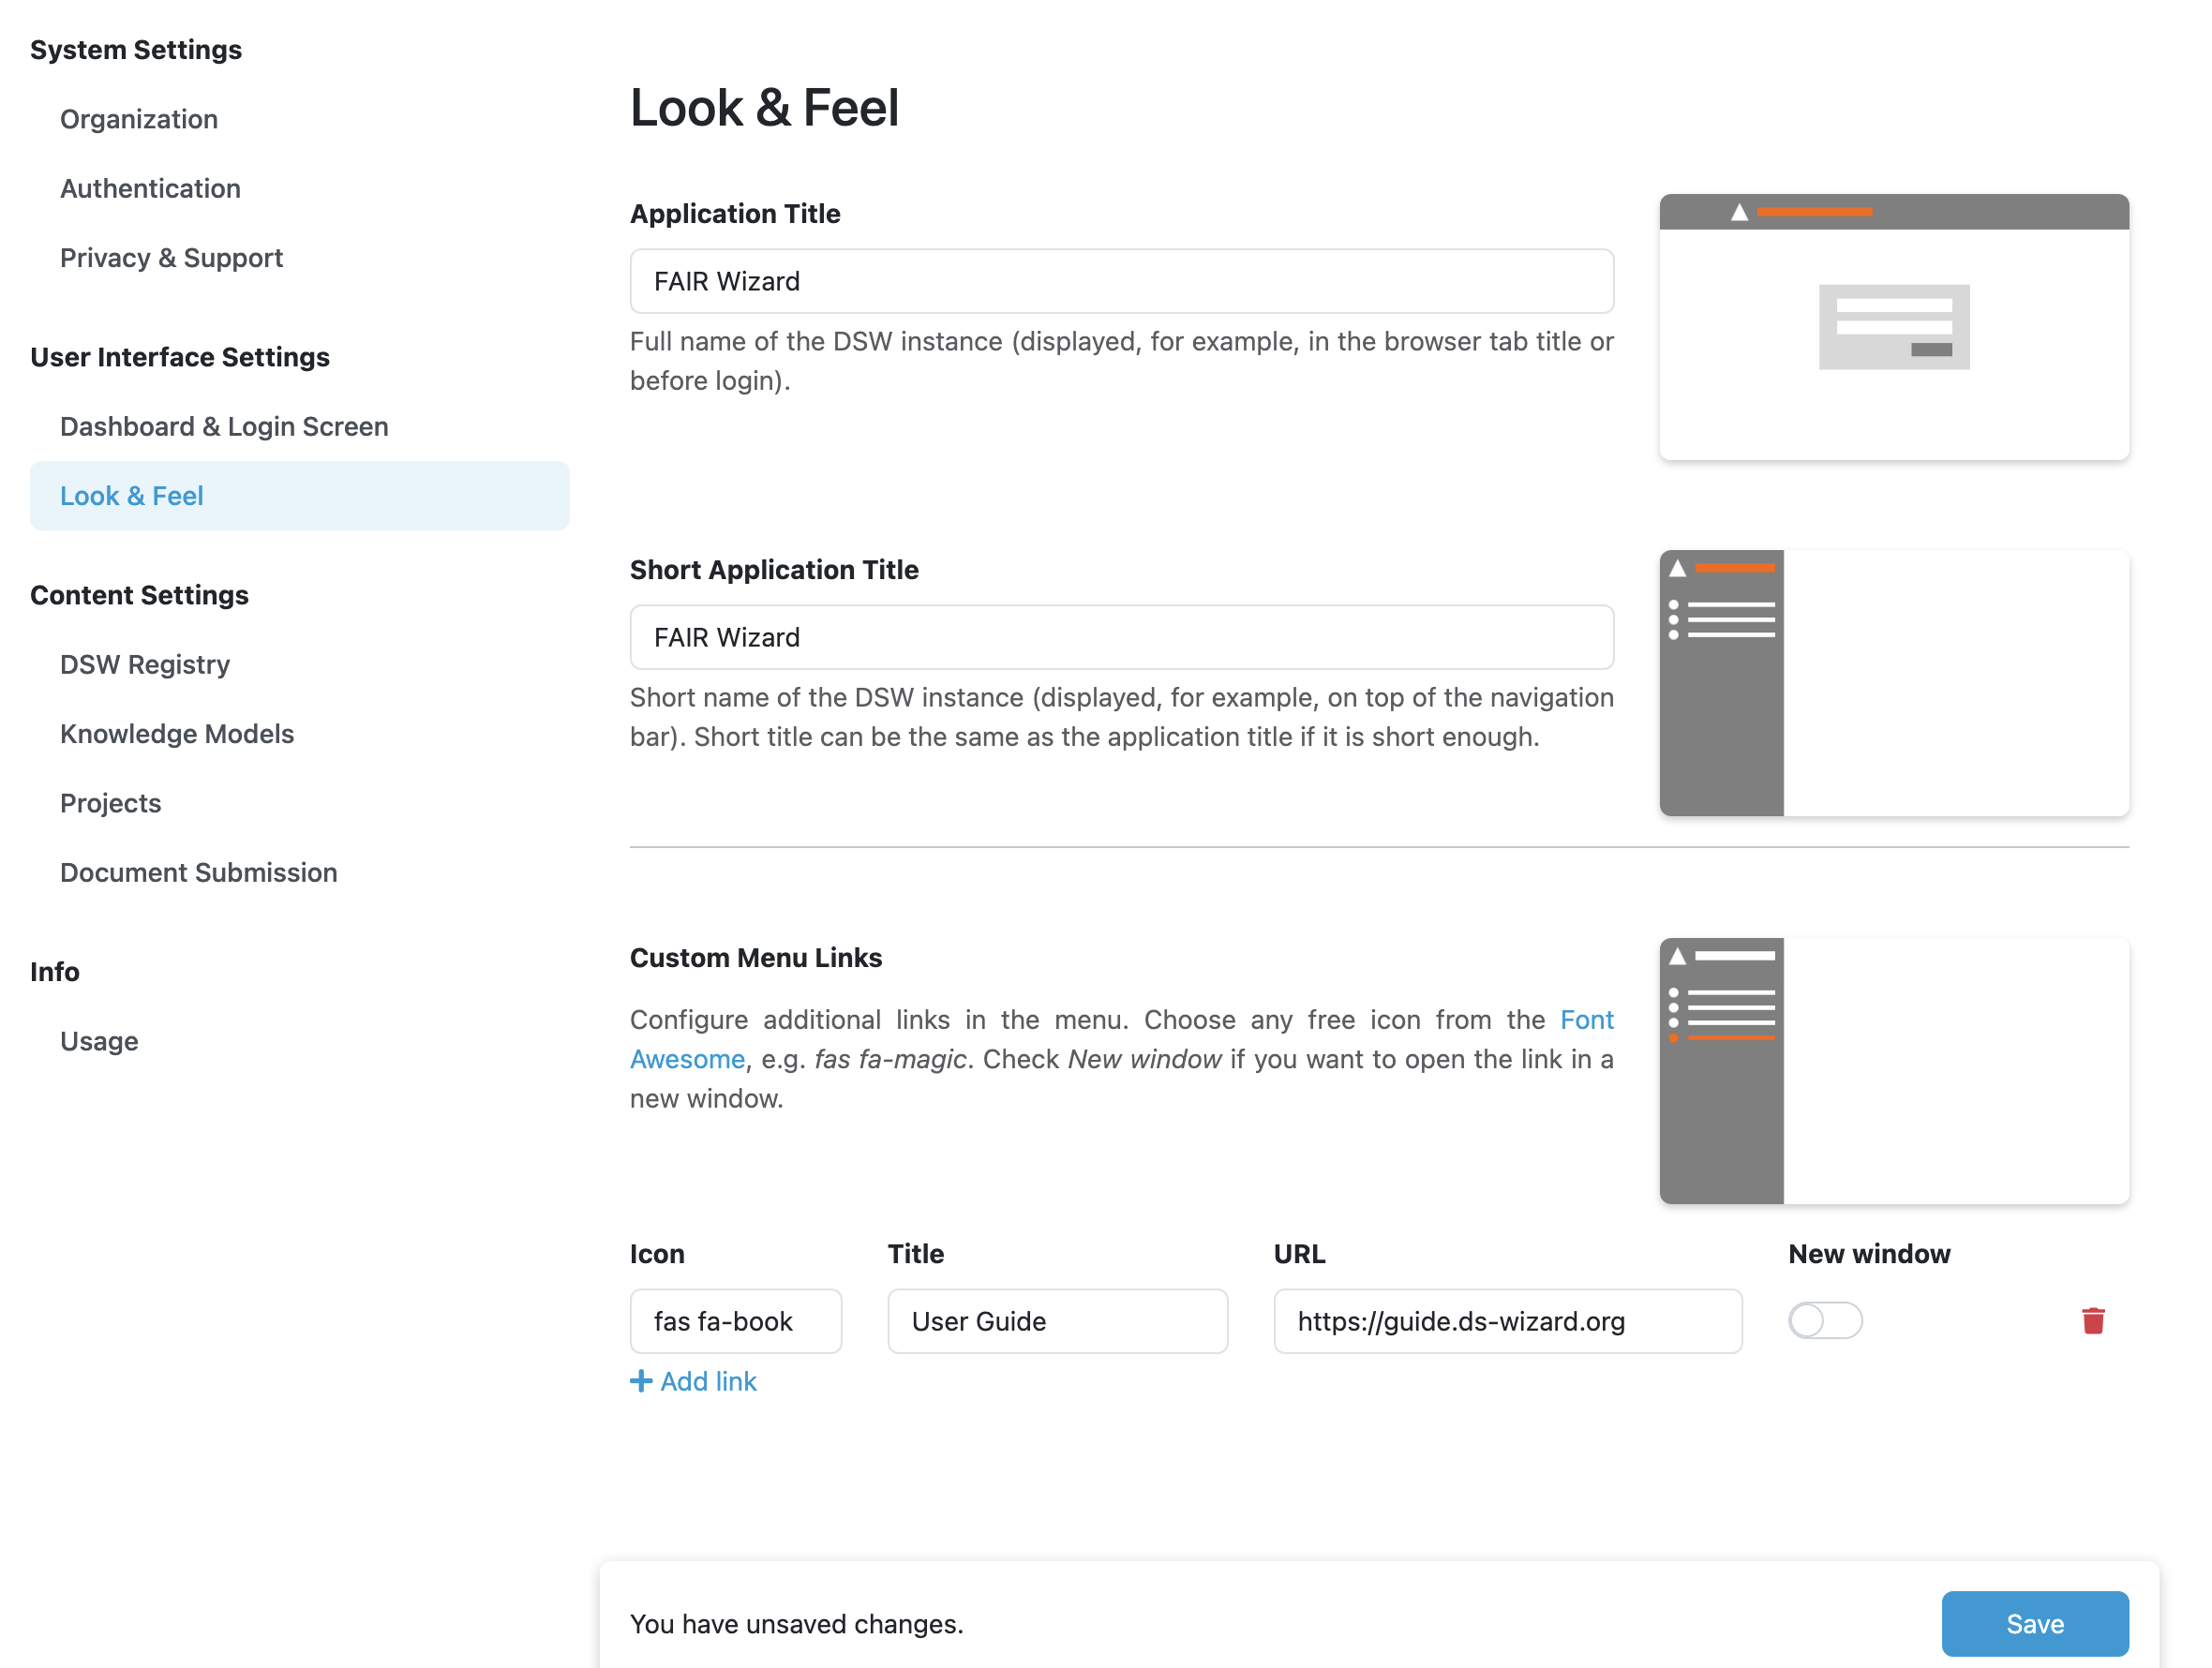 System Settings
Organization
Authentication
Privacy & Support
User Interface Settings
Dashboard & Login Screen
Look & Feel
Content Settings
DSW Registry
Knowledge Models
Projects
Document Submission
Info
Usage
Look & Feel
Application Title
FAIR Wizard
Full name of the DSW instance (displayed, for example, in the browser tab title or
before login).
Short Application Title
FAIR Wizard
Short name of the DSW instance (displayed, for example, on top of the navigation
bar). Short title can be the same as the application title if it is short enough.
Custom Menu Links
Configure additional links in the menu. Choose any free icon from the Font
Awesome, e.g. fas fa-magic. Check New window if you want to open the link in a
new window.
Icon Title URL New window
fas fa-book User Guide https://guide.ds-wizard.org
Add link
You have unsaved changes. Save